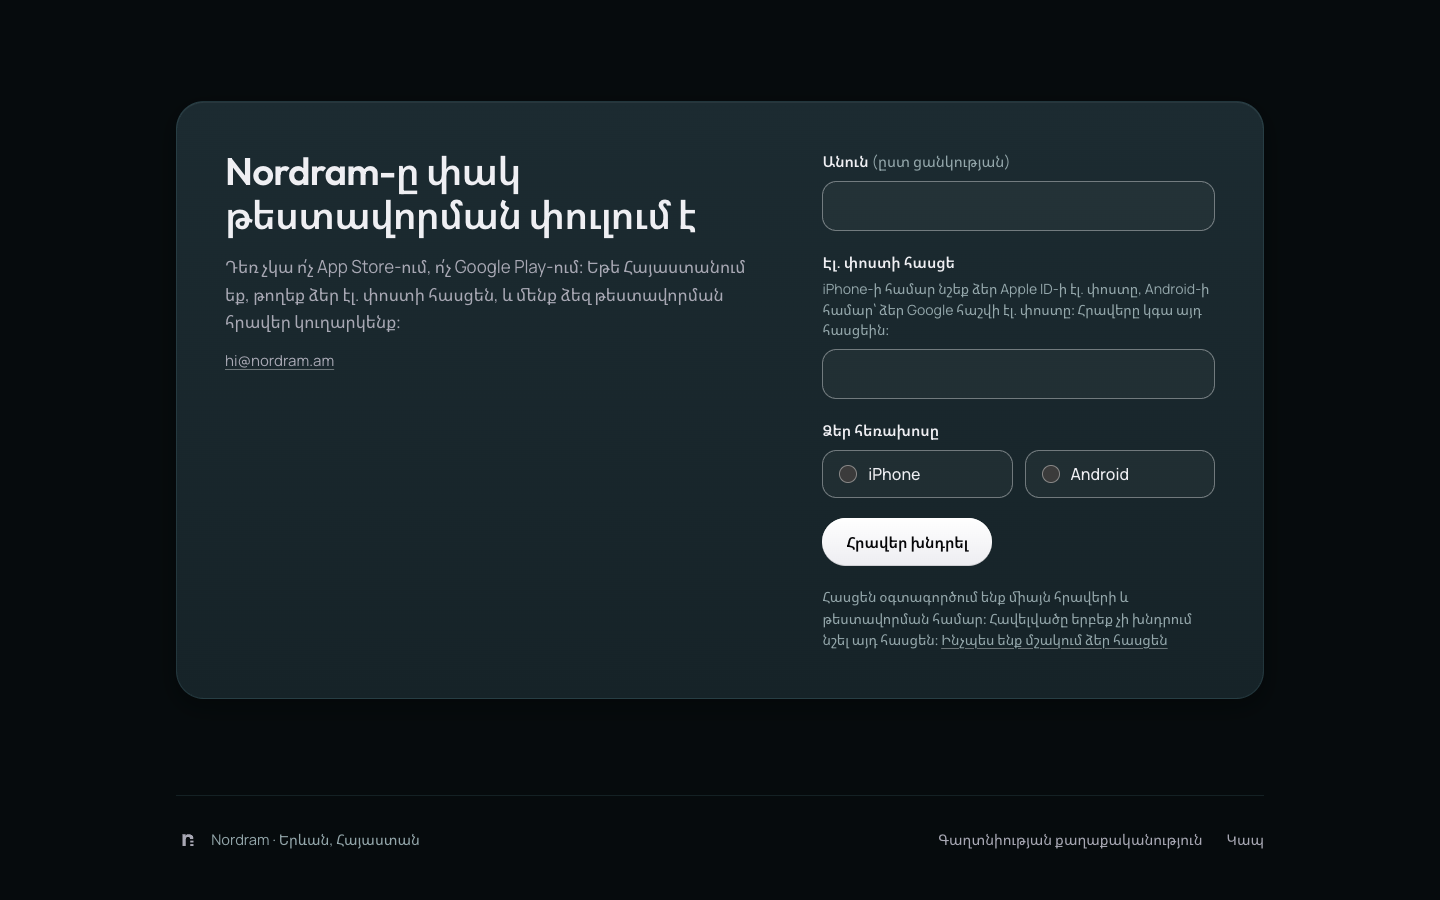 Nordram-ը փակ
թեստավորման փուլում է
Դեռ չկա ո՛չ App Store-ում, ո՛չ Google Play-ում: Եթե Հայաստանում
եք, թողեք ձեր էլ. փոստի հասցեն, և մենք ձեզ թեստավորման
հրավեր կուղարկենք:
hi@nordram.am
Անուն (ըստ ցանկության)
Էլ. փոստի հասցե
iPhone-ի համար նշեք ձեր Apple ID-ի էլ. փոստը, Android-ի
համար՝ ձեր Google հաշվի էլ. փոստը: Հրավերը կգա այդ
հասցեին:
Ձեր հեռախոսը
iPhone
Android
Հրավեր խնդրել
Հասցեն օգտագործում ենք միայն հրավերի և
թեստավորման համար: Հավելվածը երբեք չի խնդրում
նշել այդ հասցեն: Ինչպես ենք մշակում ձեր հասցեն
Nordram · Երևան, Հայաստան
Գաղտնիության քաղաքականություն
Կապ